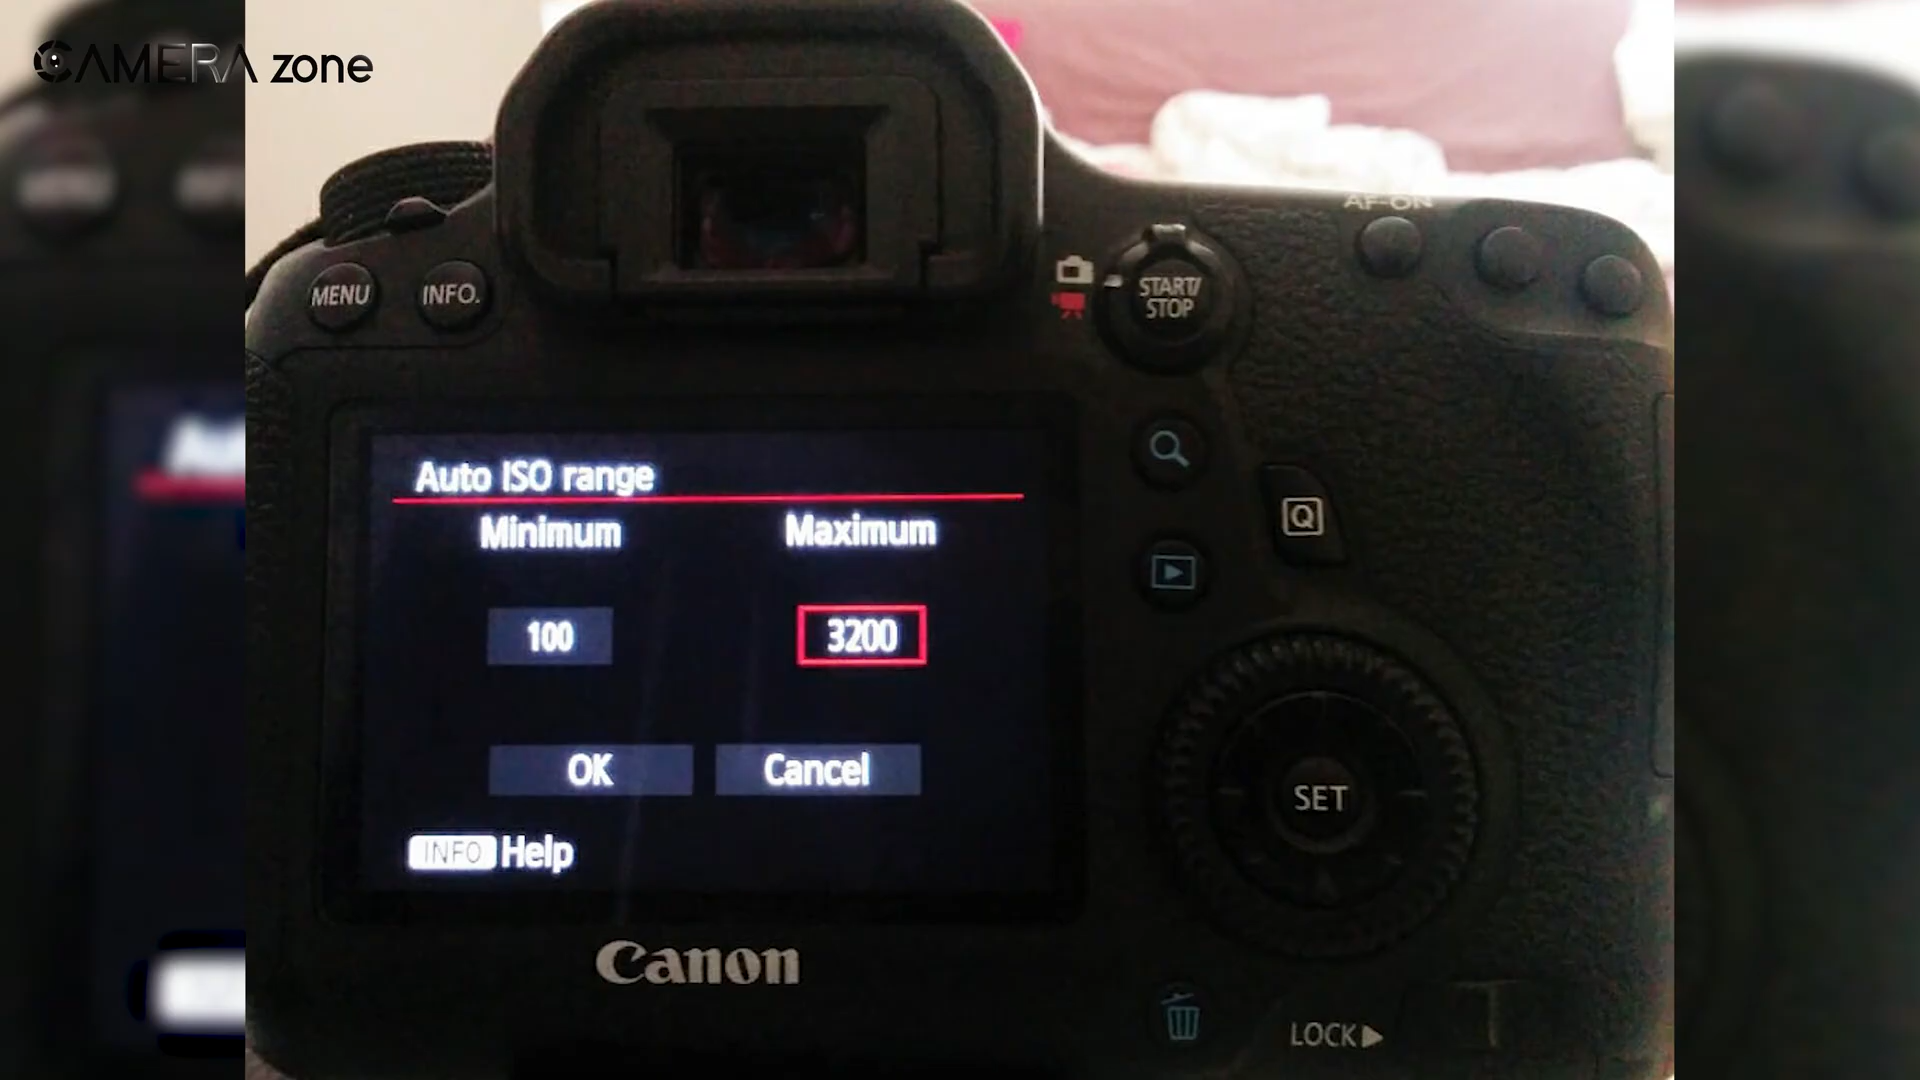 CAMERA zone
AF-ON
MENU
INFO.
START/
STOP
Auto ISO range
Minimum Maximum
Q
100 3200
OK Cancel
SET
INFO Help
Canon
LOCK